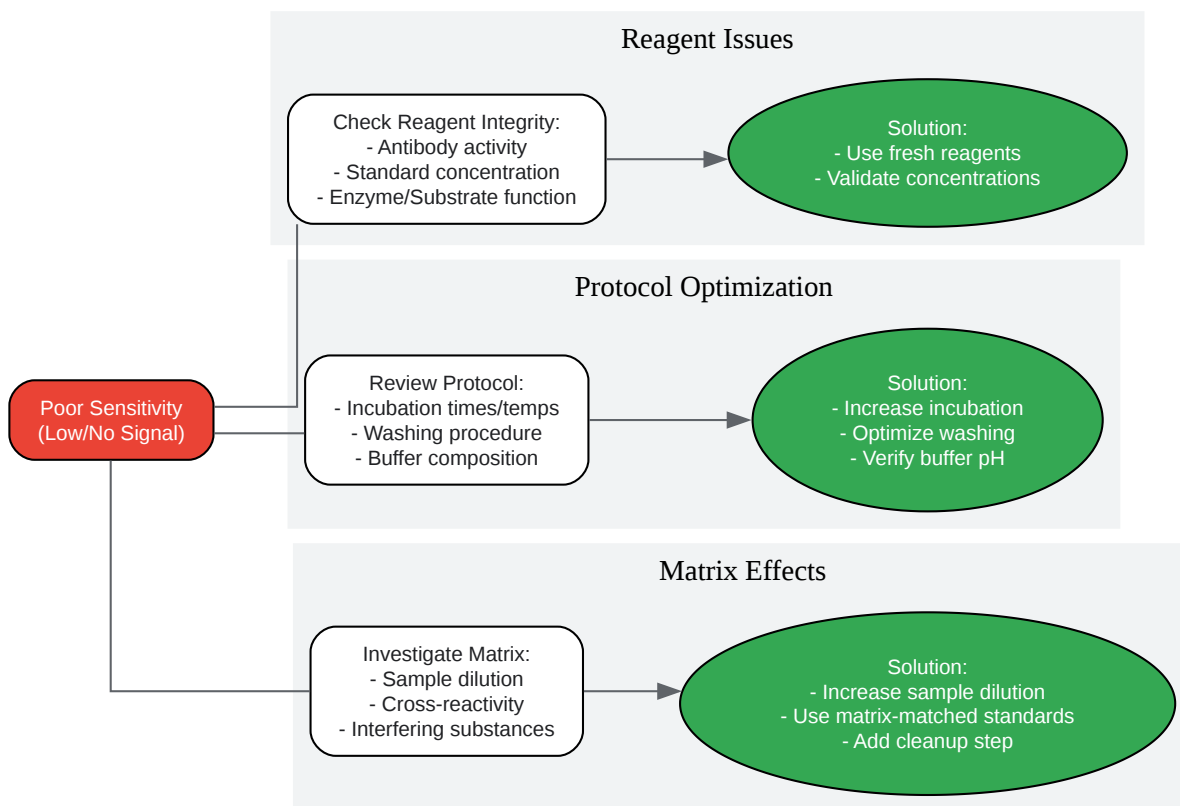 Reagent Issues
Check Reagent Integrity:
- Antibody activity
- Standard concentration
- Enzyme/Substrate function
Solution:
- Use fresh reagents
- Validate concentrations
Protocol Optimization
Poor Sensitivity
(Low/No Signal)
Review Protocol:
- Incubation times/temps
- Washing procedure
- Buffer composition
Solution:
- Increase incubation
- Optimize washing
- Verify buffer pH
Matrix Effects
Investigate Matrix:
- Sample dilution
- Cross-reactivity
- Interfering substances
Solution:
- Increase sample dilution
- Use matrix-matched standards
- Add cleanup step